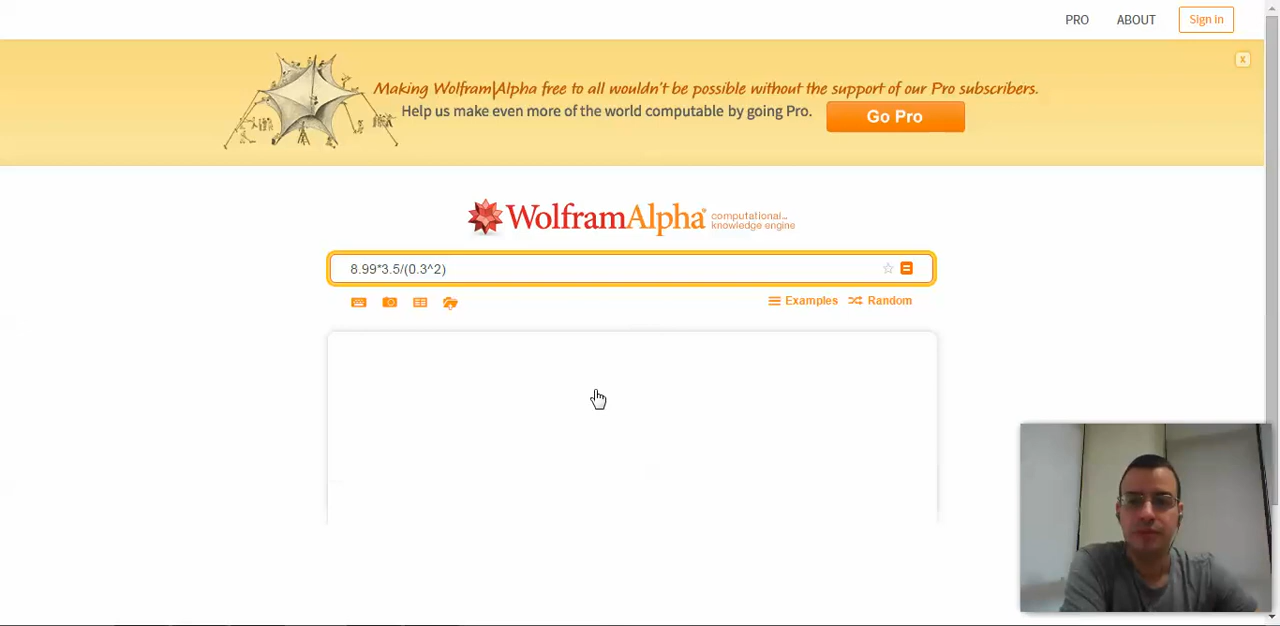 PRO ABOUT Sign in
Making Wolfram|Alpha free to all wouldn't be possible without the support of our Pro subscribers.
Help us make even more of the world computable by going Pro. Go Pro
x
WolframAlpha computational...
knowledge engine
8.99*3.5/(0.3^2)
Examples Random